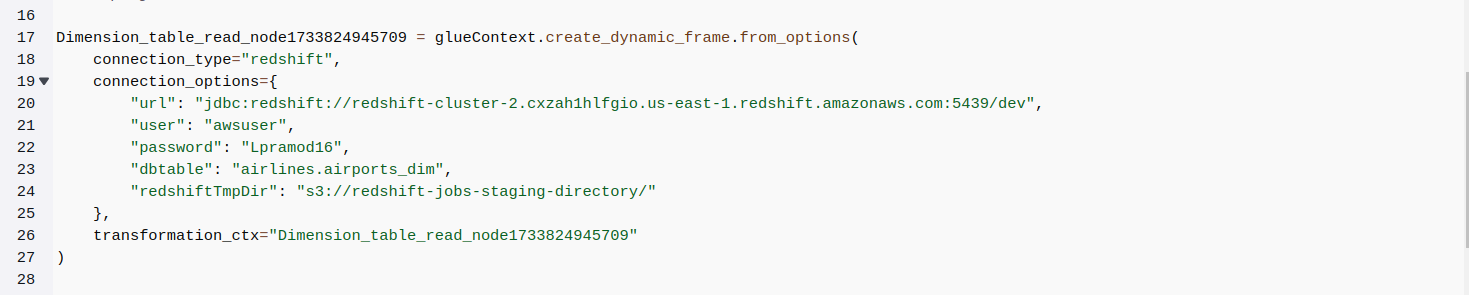 16
17 Dimension_table_read_node1733824945709 = glueContext.create_dynamic_frame.from_options(
18     connection_type="redshift",
19     connection_options={
20         "url": "jdbc:redshift://redshift-cluster-2.cxzah1hlfgio.us-east-1.redshift.amazonaws.com:5439/dev",
21         "user": "awsuser",
22         "password": "Lpramod16",
23         "dbtable": "airlines.airports_dim",
24         "redshiftTmpDir": "s3://redshift-jobs-staging-directory/"
25     },
26     transformation_ctx="Dimension_table_read_node1733824945709"
27 )
28